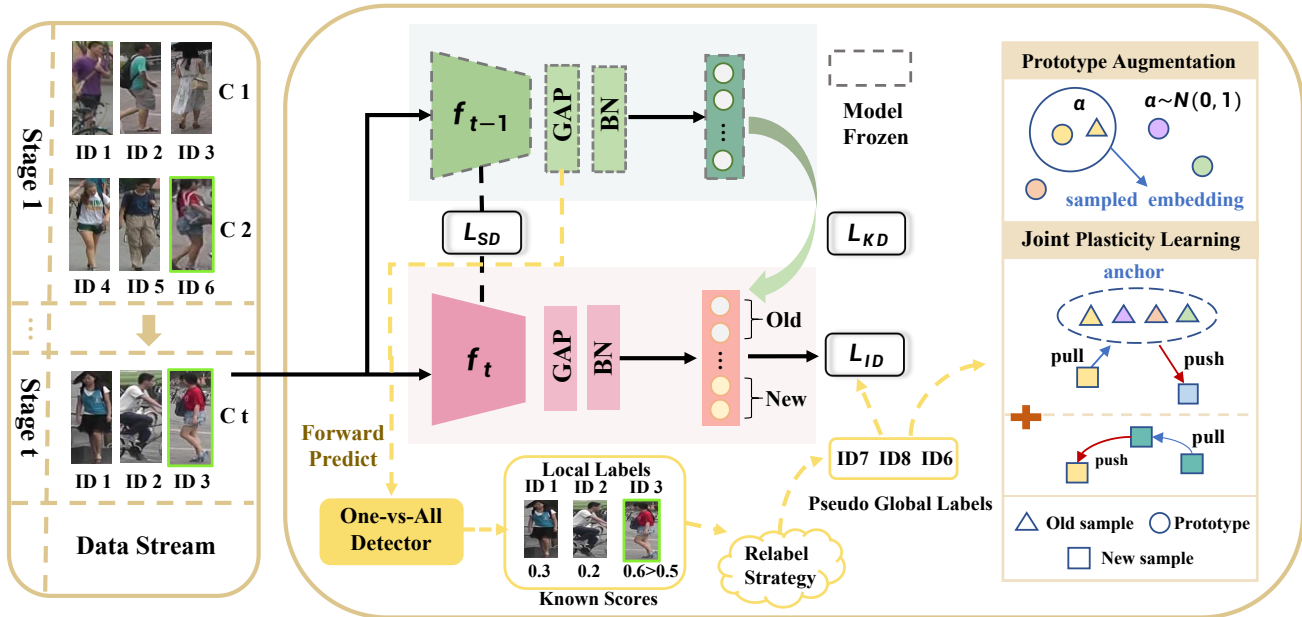 Stage 1
C 1
ID 1 ID 2 ID 3
C 2
ID 4 ID 5 ID 6
....
Stage t
C t
ID 1 ID 2 ID 3
Data Stream
f t−1
GAP
BN
...
Model
Frozen
L SD
L KD
f t
GAP
BN
...
Old
New
L ID
Forward
Predict
One-vs-All
Detector
Local Labels
ID 1 ID 2 ID 3
0.3 0.2 0.6>0.5
Known Scores
Relabel
Strategy
ID7 ID8 ID6
Pseudo Global Labels
Prototype Augmentation
α
α~N(0, 1)
sampled embedding
Joint Plasticity Learning
anchor
pull
push
pull
push
Old sample
Prototype
New sample